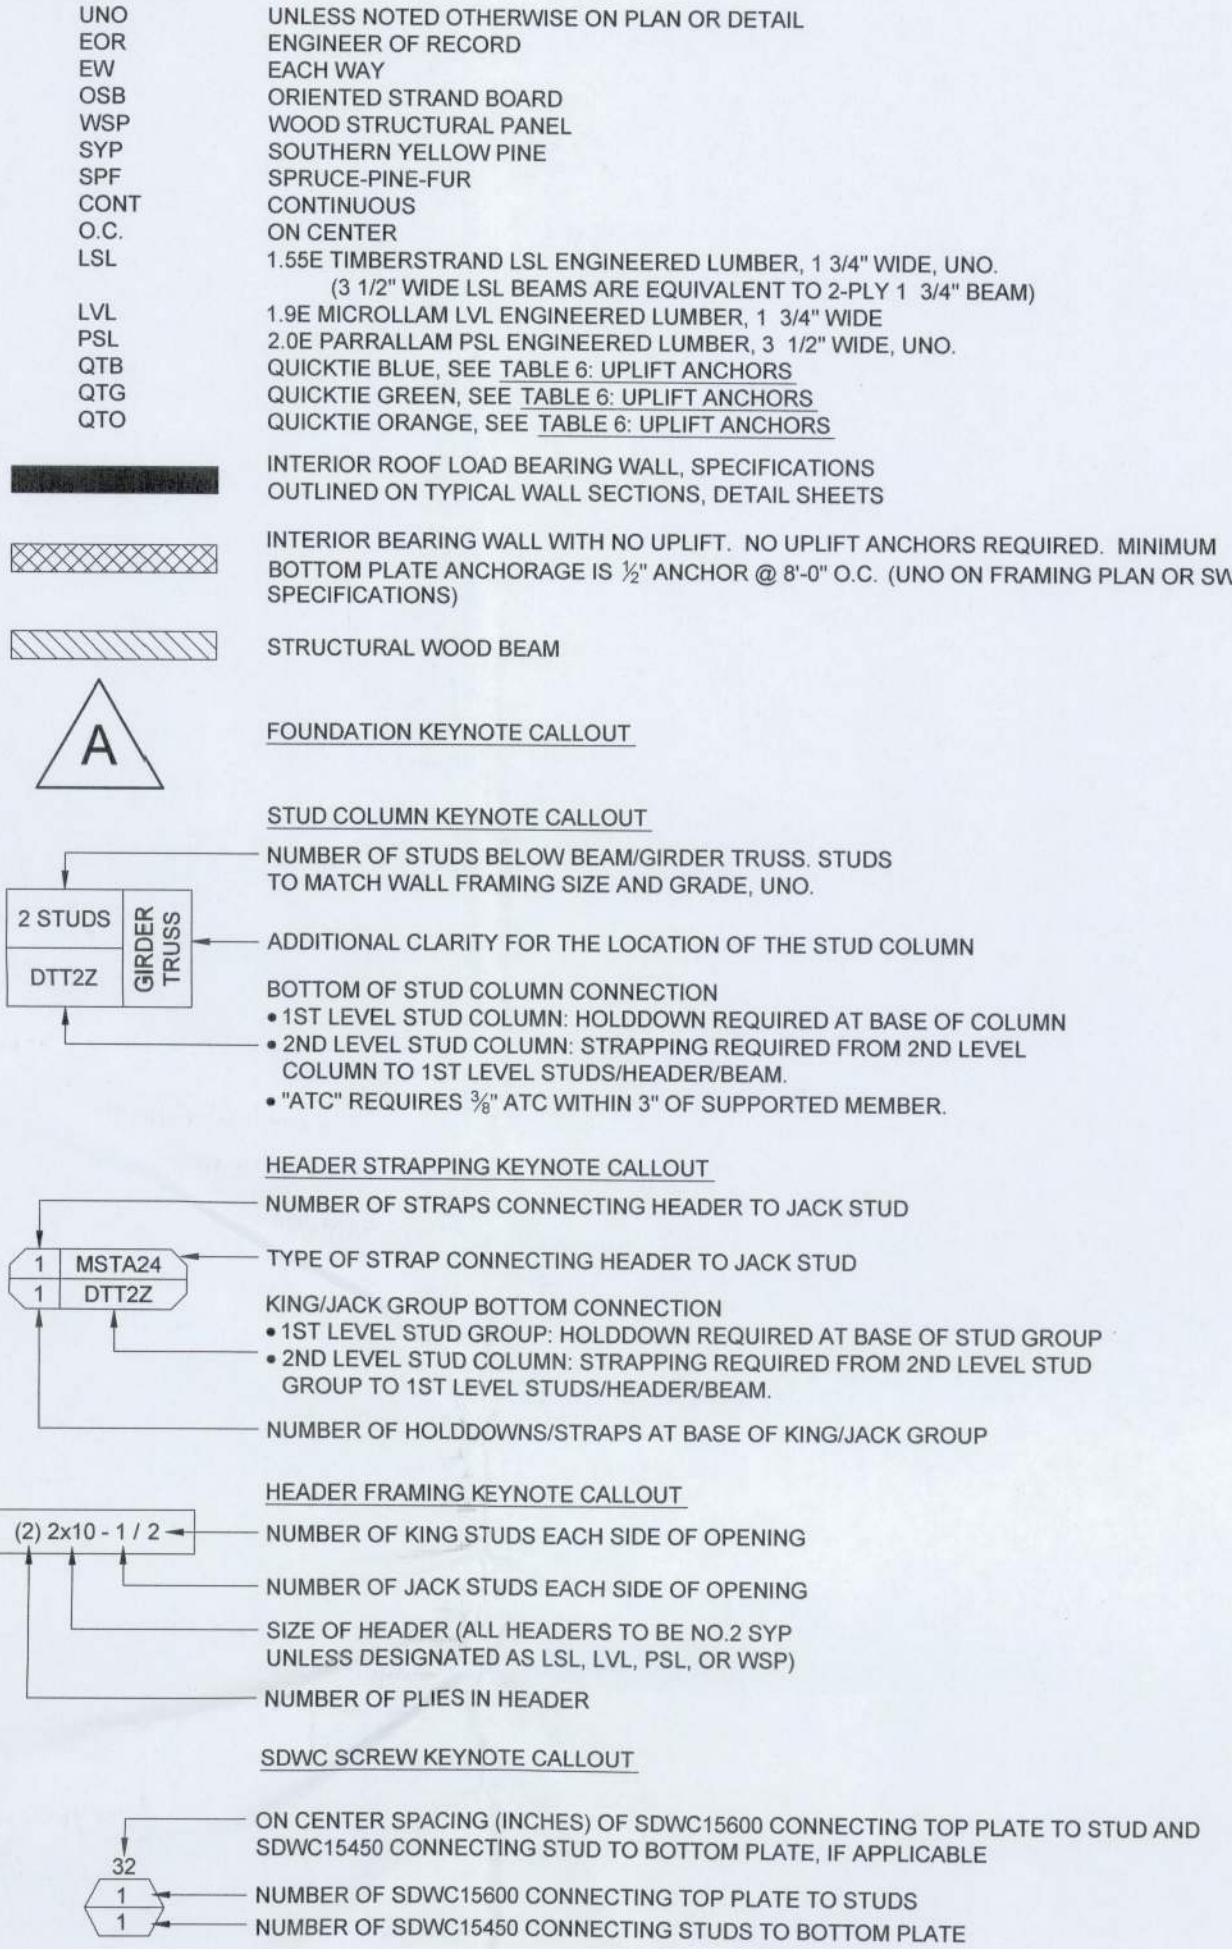 UNO UNLESS NOTED OTHERWISE ON PLAN OR DETAIL
EOR ENGINEER OF RECORD
EW EACH WAY
OSB ORIENTED STRAND BOARD
WSP WOOD STRUCTURAL PANEL
SYP SOUTHERN YELLOW PINE
SPF SPRUCE-PINE-FUR
CONT CONTINUOUS
O.C. ON CENTER
LSL 1.55E TIMBERSTRAND LSL ENGINEERED LUMBER, 1 3/4" WIDE, UNO.
(3 1/2" WIDE LSL BEAMS ARE EQUIVALENT TO 2-PLY 1 3/4" BEAM)
LVL 1.9E MICROLLAM LVL ENGINEERED LUMBER, 1 3/4" WIDE
PSL 2.0E PARRALLAM PSL ENGINEERED LUMBER, 3 1/2" WIDE, UNO.
QTB QUICKTIE BLUE, SEE TABLE 6: UPLIFT ANCHORS
QTG QUICKTIE GREEN, SEE TABLE 6: UPLIFT ANCHORS
QTO QUICKTIE ORANGE, SEE TABLE 6: UPLIFT ANCHORS
INTERIOR ROOF LOAD BEARING WALL, SPECIFICATIONS
OUTLINED ON TYPICAL WALL SECTIONS, DETAIL SHEETS
INTERIOR BEARING WALL WITH NO UPLIFT. NO UPLIFT ANCHORS REQUIRED. MINIMUM
BOTTOM PLATE ANCHORAGE IS ½" ANCHOR @ 8'-0" O.C. (UNO ON FRAMING PLAN OR SW
SPECIFICATIONS)
STRUCTURAL WOOD BEAM
A
FOUNDATION KEYNOTE CALLOUT
STUD COLUMN KEYNOTE CALLOUT
NUMBER OF STUDS BELOW BEAM/GIRDER TRUSS. STUDS
TO MATCH WALL FRAMING SIZE AND GRADE, UNO.
2 STUDS
DTT2Z
GIRDER
TRUSS
ADDITIONAL CLARITY FOR THE LOCATION OF THE STUD COLUMN
BOTTOM OF STUD COLUMN CONNECTION
• 1ST LEVEL STUD COLUMN: HOLDDOWN REQUIRED AT BASE OF COLUMN
• 2ND LEVEL STUD COLUMN: STRAPPING REQUIRED FROM 2ND LEVEL
COLUMN TO 1ST LEVEL STUDS/HEADER/BEAM.
• "ATC" REQUIRES ⅜" ATC WITHIN 3" OF SUPPORTED MEMBER.
HEADER STRAPPING KEYNOTE CALLOUT
NUMBER OF STRAPS CONNECTING HEADER TO JACK STUD
1 MSTA24
1 DTT2Z
TYPE OF STRAP CONNECTING HEADER TO JACK STUD
KING/JACK GROUP BOTTOM CONNECTION
• 1ST LEVEL STUD GROUP: HOLDDOWN REQUIRED AT BASE OF STUD GROUP
• 2ND LEVEL STUD COLUMN: STRAPPING REQUIRED FROM 2ND LEVEL STUD
GROUP TO 1ST LEVEL STUDS/HEADER/BEAM.
NUMBER OF HOLDDOWNS/STRAPS AT BASE OF KING/JACK GROUP
HEADER FRAMING KEYNOTE CALLOUT
(2) 2x10 - 1 / 2
NUMBER OF KING STUDS EACH SIDE OF OPENING
NUMBER OF JACK STUDS EACH SIDE OF OPENING
SIZE OF HEADER (ALL HEADERS TO BE NO.2 SYP
UNLESS DESIGNATED AS LSL, LVL, PSL, OR WSP)
NUMBER OF PLIES IN HEADER
SDWC SCREW KEYNOTE CALLOUT
ON CENTER SPACING (INCHES) OF SDWC15600 CONNECTING TOP PLATE TO STUD AND
SDWC15450 CONNECTING STUD TO BOTTOM PLATE, IF APPLICABLE
32
1
NUMBER OF SDWC15600 CONNECTING TOP PLATE TO STUDS
1
NUMBER OF SDWC15450 CONNECTING STUDS TO BOTTOM PLATE